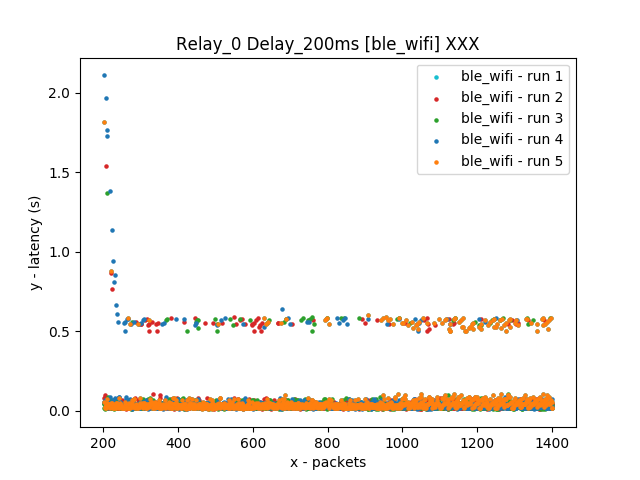 Relay_0 Delay_200ms [ble_wifi] XXX
ble_wifi - run 1
ble_wifi - run 2
ble_wifi - run 3
ble_wifi - run 4
ble_wifi - run 5
y - latency (s)
2.0
1.5
1.0
0.5
0.0
200 400 600 800 1000 1200 1400
x - packets